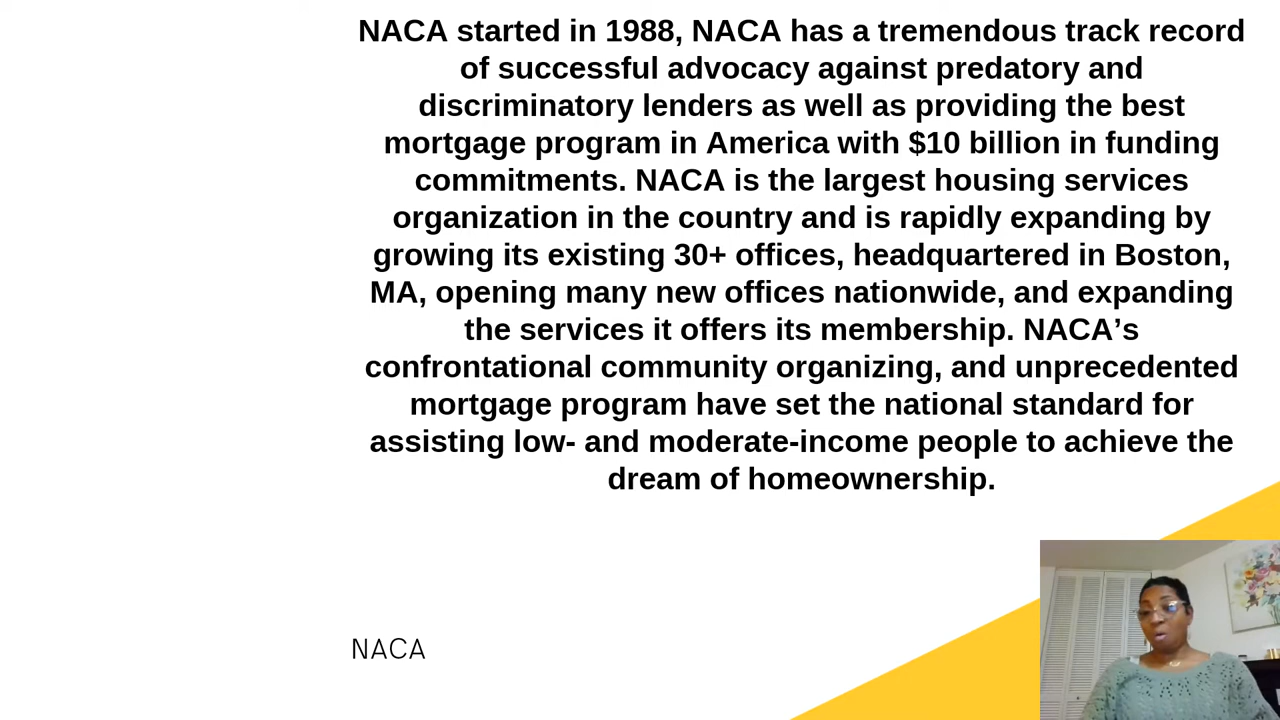 NACA started in 1988, NACA has a tremendous track record
of successful advocacy against predatory and
discriminatory lenders as well as providing the best
mortgage program in America with $10 billion in funding
commitments. NACA is the largest housing services
organization in the country and is rapidly expanding by
growing its existing 30+ offices, headquartered in Boston,
MA, opening many new offices nationwide, and expanding
the services it offers its membership. NACA’s
confrontational community organizing, and unprecedented
mortgage program have set the national standard for
assisting low- and moderate-income people to achieve the
dream of homeownership.
NACA